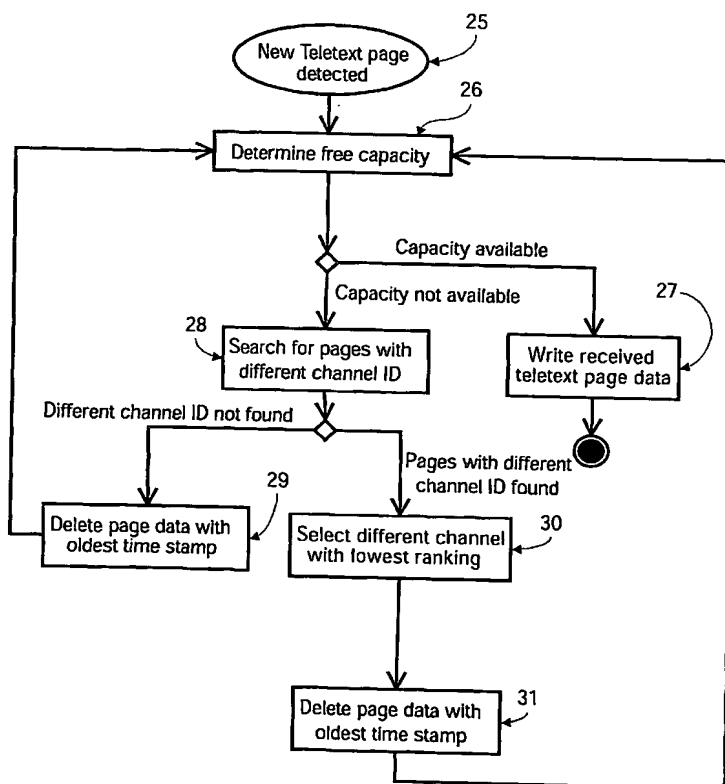 25
New Teletext page
detected
26
Determine free capacity
Capacity available
Capacity not available
27
28
Search for pages with
different channel ID
Write received
teletext page data
Different channel ID not found
Pages with different
channel ID found
29
Delete page data with
oldest time stamp
30
Select different channel
with lowest ranking
31
Delete page data with
oldest time stamp